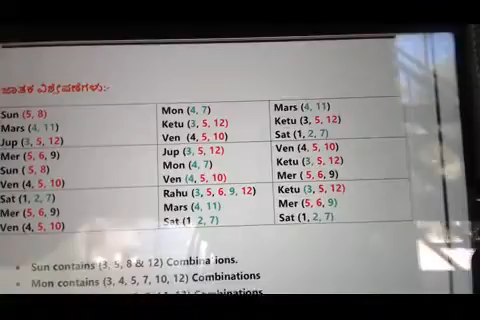 ಜಾತಕ ವಿಶ್ಲೇಷಣೆಗಳು:-
Sun (5, 8)
Mars (4, 11)
Jup (3, 5, 12)
Mon (4, 7)
Ketu (3, 5, 12)
Ven (4, 5, 10)
Mars (4, 11)
Ketu (3, 5, 12)
Sat (1, 2, 7)
Mer (5, 6, 9)
Sun ( 5, 8)
Ven (4, 5, 10)
Jup (3, 5, 12)
Mon (4, 7)
Ven (4, 5, 10)
Ven (4, 5, 10)
Ketu (3, 5, 12)
Mer ( 5, 6, 9)
Sat (1, 2, 7)
Mer (5, 6, 9)
Ven (4, 5, 10)
Rahu (3, 5, 6, 9, 12)
Mars (4, 11)
Sat (1, 2, 7)
Ketu (3, 5, 12)
Mer (5, 6, 9)
Sat (1, 2, 7)
• Sun contains (3, 5, 8 & 12) Combinations.
• Mon contains (3, 4, 5, 7, 10, 12) Combinations
Combinations